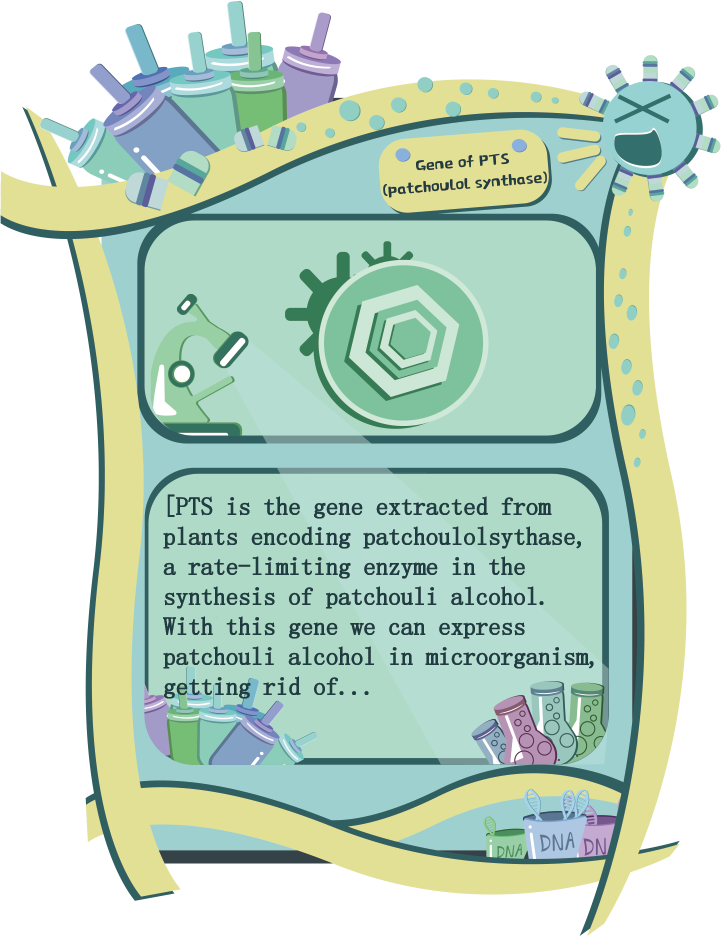 Gene of PTS
(patchoulol synthase)
[PTS is the gene extracted from
plants encoding patchoulolsythase,
a rate-limiting enzyme in the
synthesis of patchouli alcohol.
With this gene we can express
patchouli alcohol in microorganism,
getting rid of...
DNA
DNA
DN